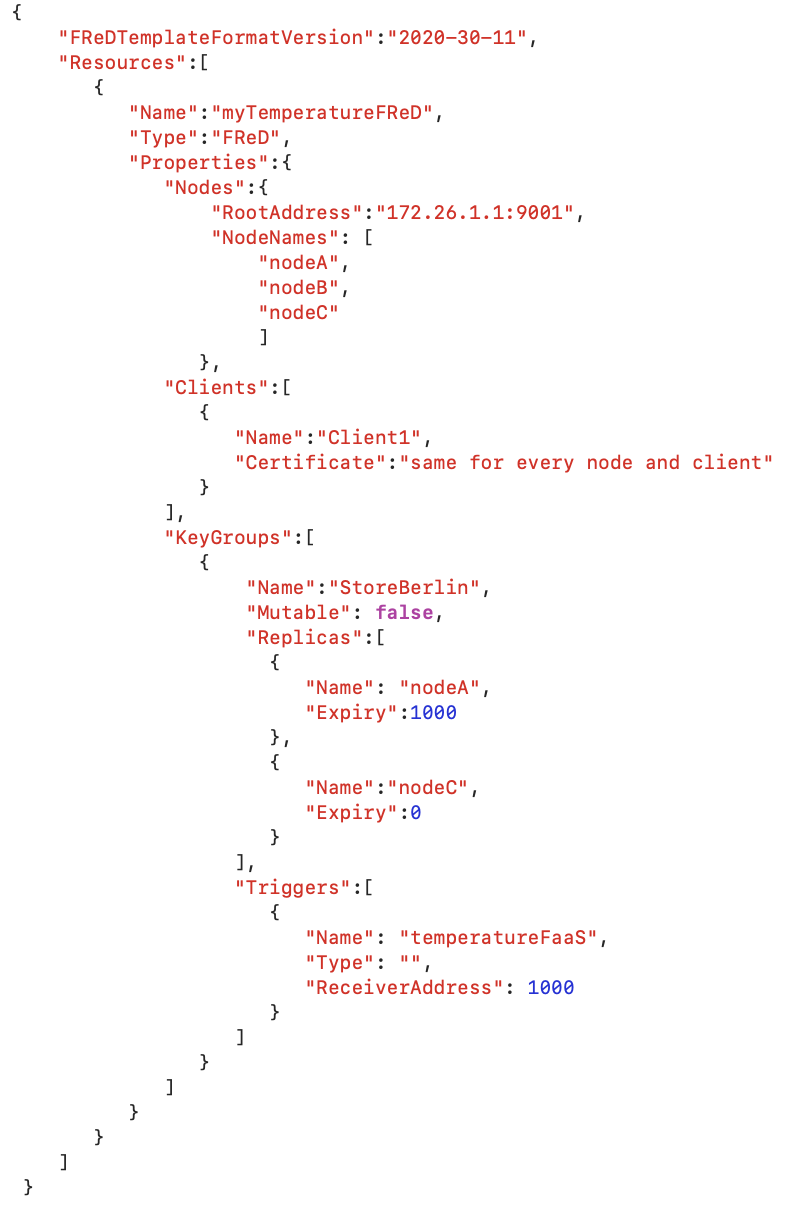 {
    "FReDTemplateFormatVersion":"2020-30-11",
    "Resources":[
       {
          "Name":"myTemperatureFReD",
          "Type":"FReD",
          "Properties":{
             "Nodes":{
                 "RootAddress":"172.26.1.1:9001",
                 "NodeNames": [
                     "nodeA",
                     "nodeB",
                     "nodeC"
                     ]
                },
             "Clients":[
                {
                   "Name":"Client1",
                   "Certificate":"same for every node and client"
                }
             ],
             "KeyGroups":[
                {
                    "Name":"StoreBerlin",
                    "Mutable": false,
                    "Replicas":[
                      {
                         "Name": "nodeA",
                         "Expiry":1000
                      },
                      {
                         "Name":"nodeC",
                         "Expiry":0
                      }
                   ],
                   "Triggers":[
                      {
                         "Name": "temperatureFaaS",
                         "Type": "",
                         "ReceiverAddress": 1000
                      }
                   ]
                }
             ]
          }
       }
    ]
 }